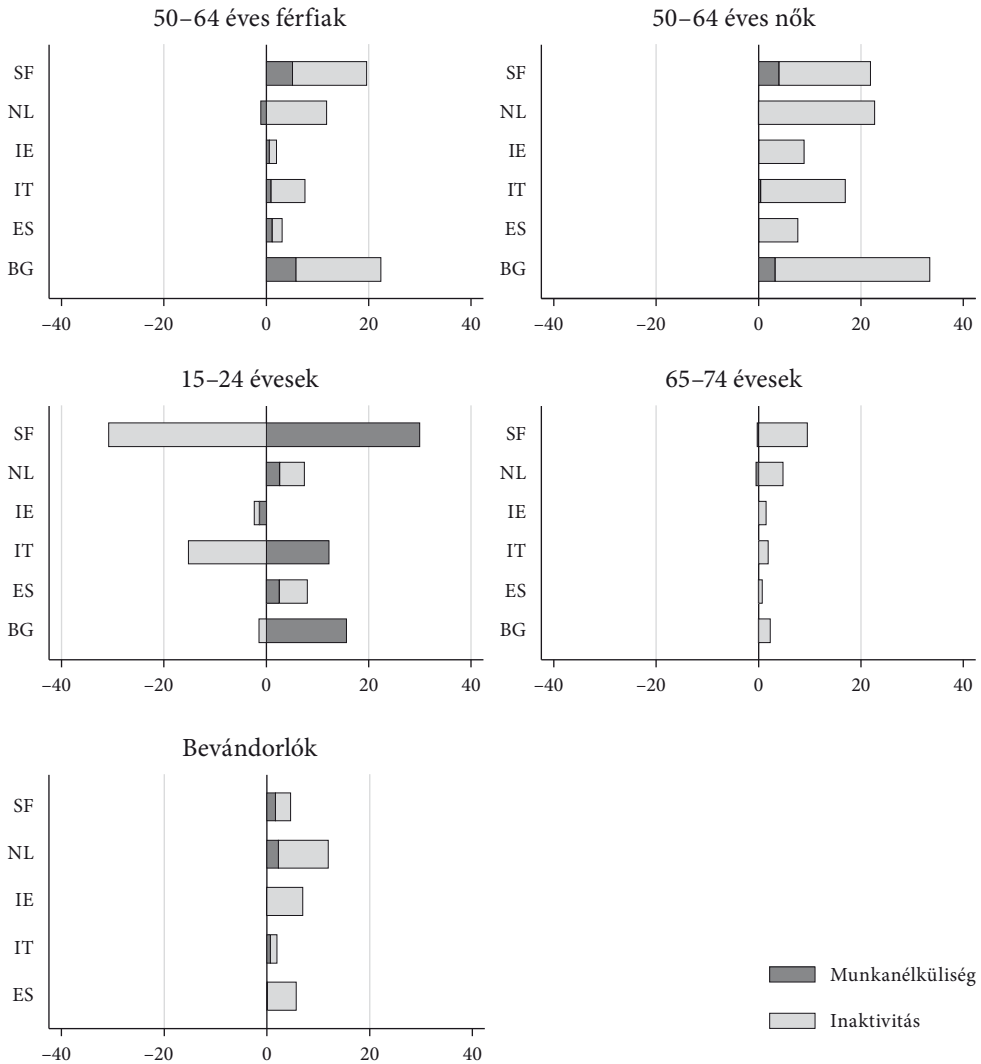 50–64 éves férfiak
SF
NL
IE
IT
ES
BG
–40 –20 0 20 40
50–64 éves nők
SF
NL
IE
IT
ES
BG
–40 –20 0 20 40
15–24 évesek
SF
NL
IE
IT
ES
BG
–40 –20 0 20 40
65–74 évesek
SF
NL
IE
IT
ES
BG
–40 –20 0 20 40
Bevándorlók
SF
NL
IE
IT
ES
–40 –20 0 20 40
Munkanélküliség
Inaktivitás